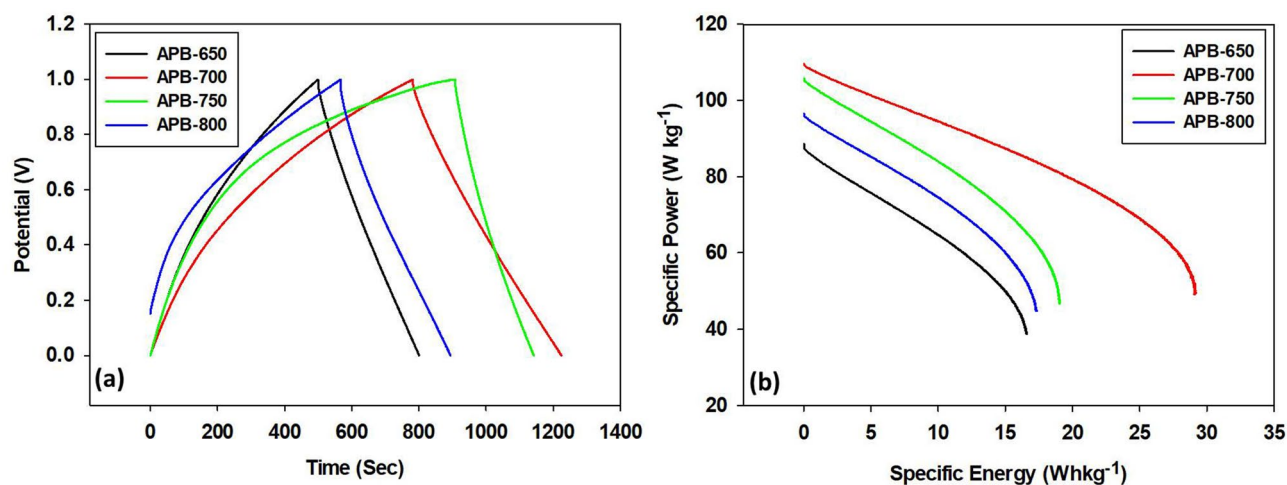 1.2
1.0
0.8
0.6
0.4
0.2
0.0
Potential (V)
APB-650
APB-700
APB-750
APB-800
(a)
0 200 400 600 800 1000 1200 1400
Time (Sec)
120
100
80
60
40
20
Specific Power (W kg⁻¹)
APB-650
APB-700
APB-750
APB-800
(b)
0 5 10 15 20 25 30 35
Specific Energy (Whkg⁻¹)